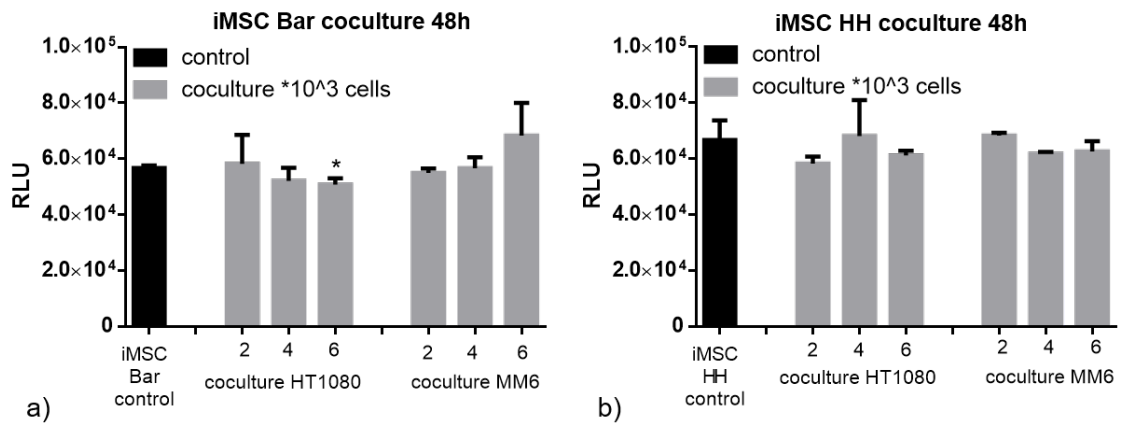 iMSC Bar coculture 48h
1.0×10^5
control
coculture *10^3 cells
8.0×10^4
6.0×10^4
*
RLU
4.0×10^4
2.0×10^4
0
iMSC
Bar
control
2 4 6 2 4 6
coculture HT1080 coculture MM6
a)
iMSC HH coculture 48h
1.0×10^5
control
coculture *10^3 cells
8.0×10^4
6.0×10^4
RLU
4.0×10^4
2.0×10^4
0
iMSC
HH
control
2 4 6 2 4 6
coculture HT1080 coculture MM6
b)